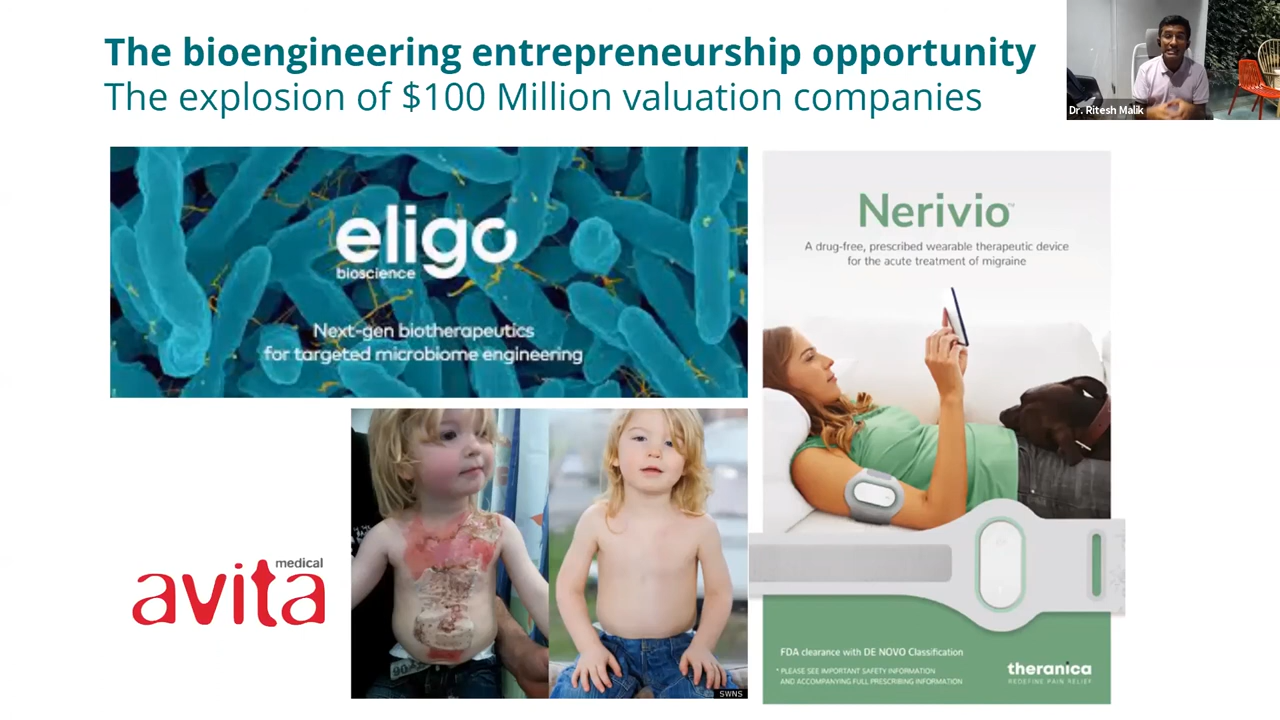 The bioengineering entrepreneurship opportunity
The explosion of $100 Million valuation companies
Dr. Ritesh Malik
eligo
bioscience
Next-gen biotherapeutics
for targeted microbiome engineering
Nerivio™
A drug-free, prescribed wearable therapeutic device
for the acute treatment of migraine
avita
medical
SWNS
FDA clearance with DE NOVO Classification
* PLEASE SEE IMPORTANT SAFETY INFORMATION
AND ACCOMPANYING FULL PRESCRIBING INFORMATION
theranica
REDEFINE PAIN RELIEF